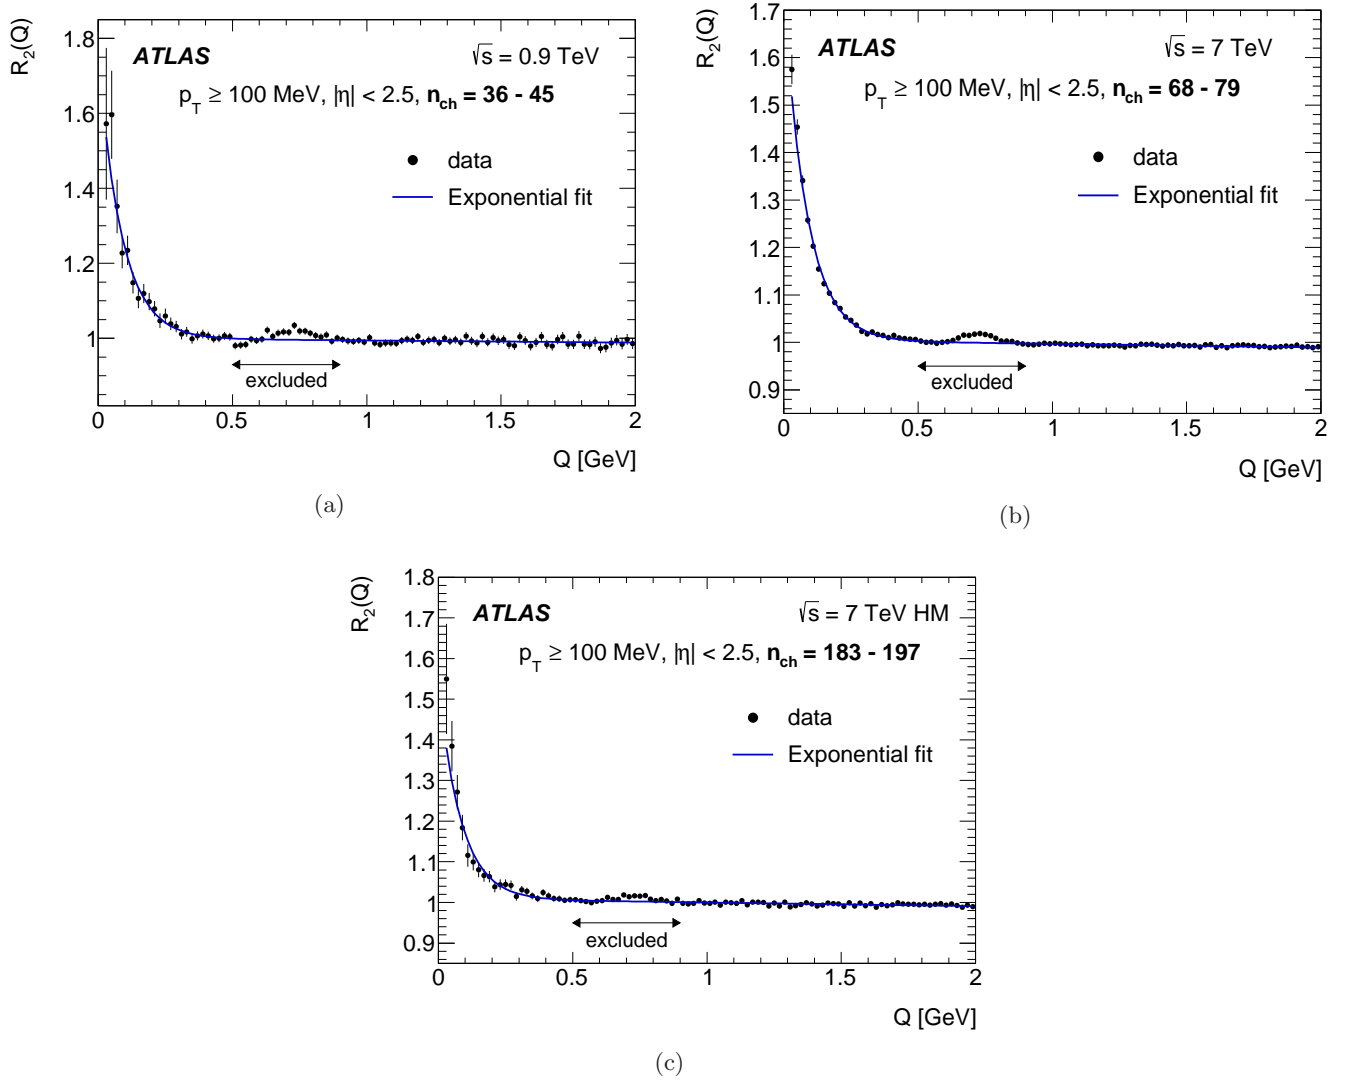 R2(Q)
1.8
1.6
1.4
1.2
1
ATLAS
√s = 0.9 TeV
pT ≥ 100 MeV, |η| < 2.5, nch = 36 - 45
data
Exponential fit
excluded
0 0.5 1 1.5 2
Q [GeV]
(a)
R2(Q)
1.7
1.6
1.5
1.4
1.3
1.2
1.1
1
0.9
ATLAS
√s = 7 TeV
pT ≥ 100 MeV, |η| < 2.5, nch = 68 - 79
data
Exponential fit
excluded
0 0.5 1 1.5 2
Q [GeV]
(b)
R2(Q)
1.8
1.7
1.6
1.5
1.4
1.3
1.2
1.1
1
0.9
ATLAS
√s = 7 TeV HM
pT ≥ 100 MeV, |η| < 2.5, nch = 183 - 197
data
Exponential fit
excluded
0 0.5 1 1.5 2
Q [GeV]
(c)